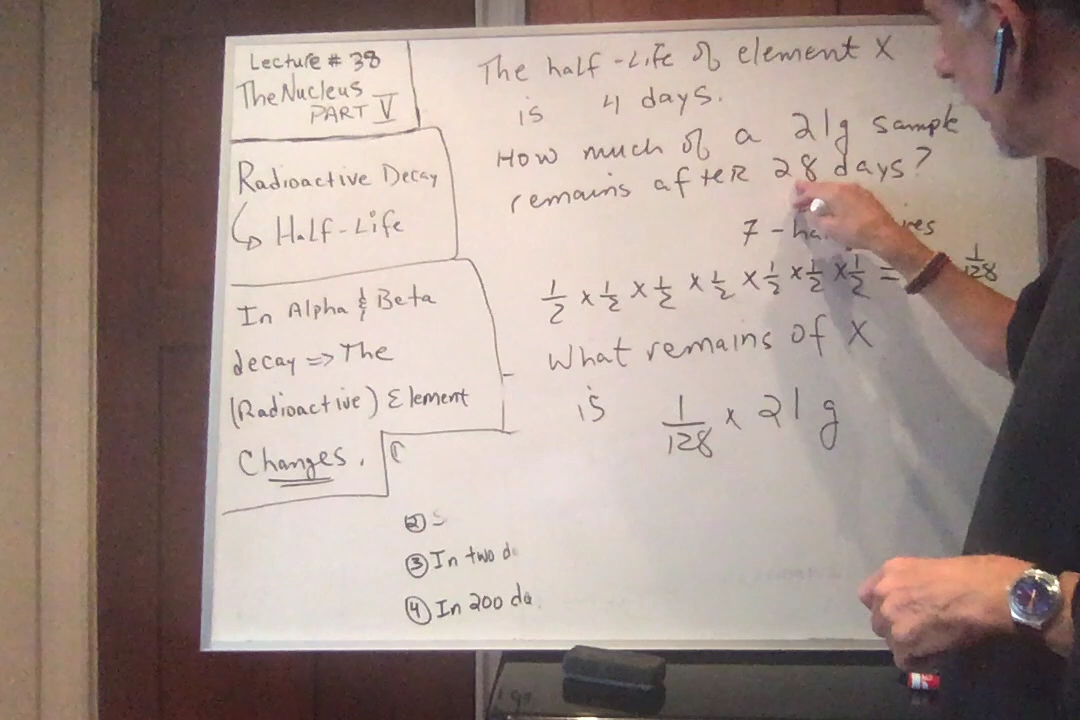 Lecture # 38
The Nucleus
PART V
Radioactive Decay
↳ Half-Life
In Alpha & Beta
decay => The
(Radioactive) Element
Changes.
The half-Life of element X
is 4 days.
How much of a 21g sample
remains after 28 days?
7-
1/2 x 1/2 x 1/2 x 1/2 x 1/2 x 1/2 x 1/2 = 1/128
What remains of X
is 1/128 x 21 g
②
③ In two d
④ In 200 da